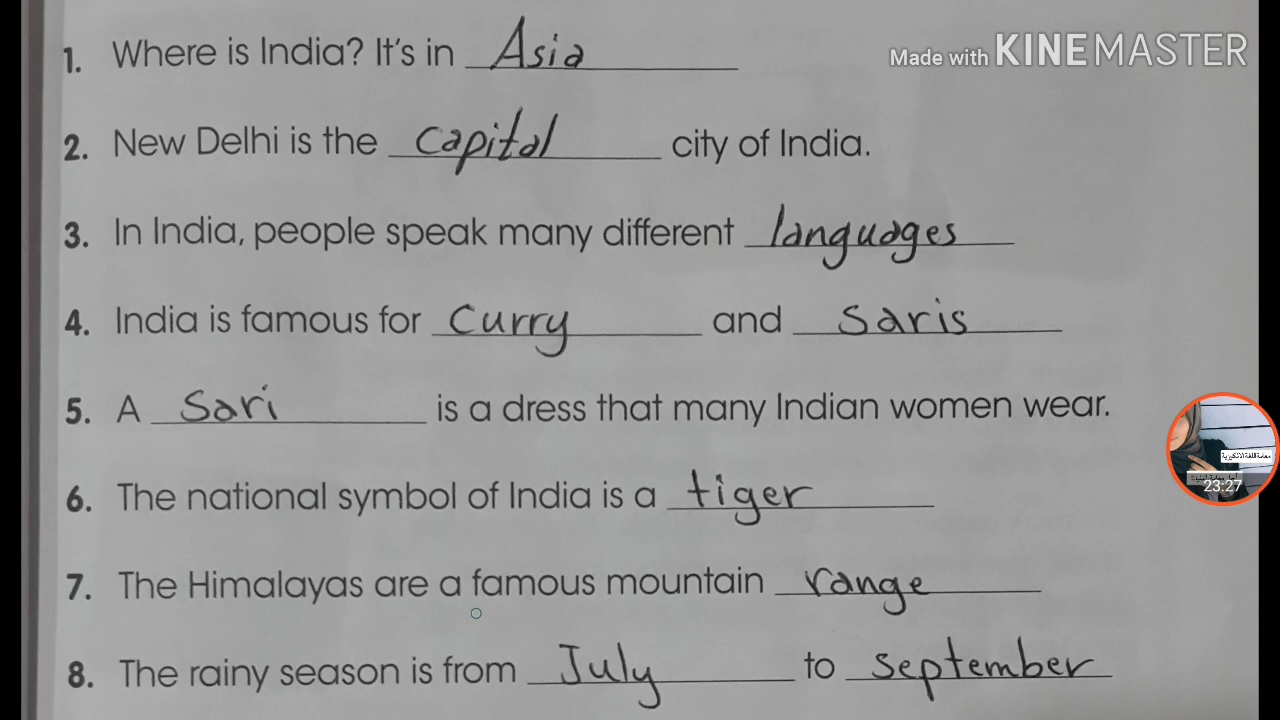 Made with KINEMASTER
1. Where is India? It's in Asia
2. New Delhi is the capital city of India.
3. In India, people speak many different languages
4. India is famous for curry and saris
5. A sari is a dress that many Indian women wear.
6. The national symbol of India is a tiger
7. The Himalayas are a famous mountain range
8. The rainy season is from July to september
معلمة اللغة الانكليزية
23:27